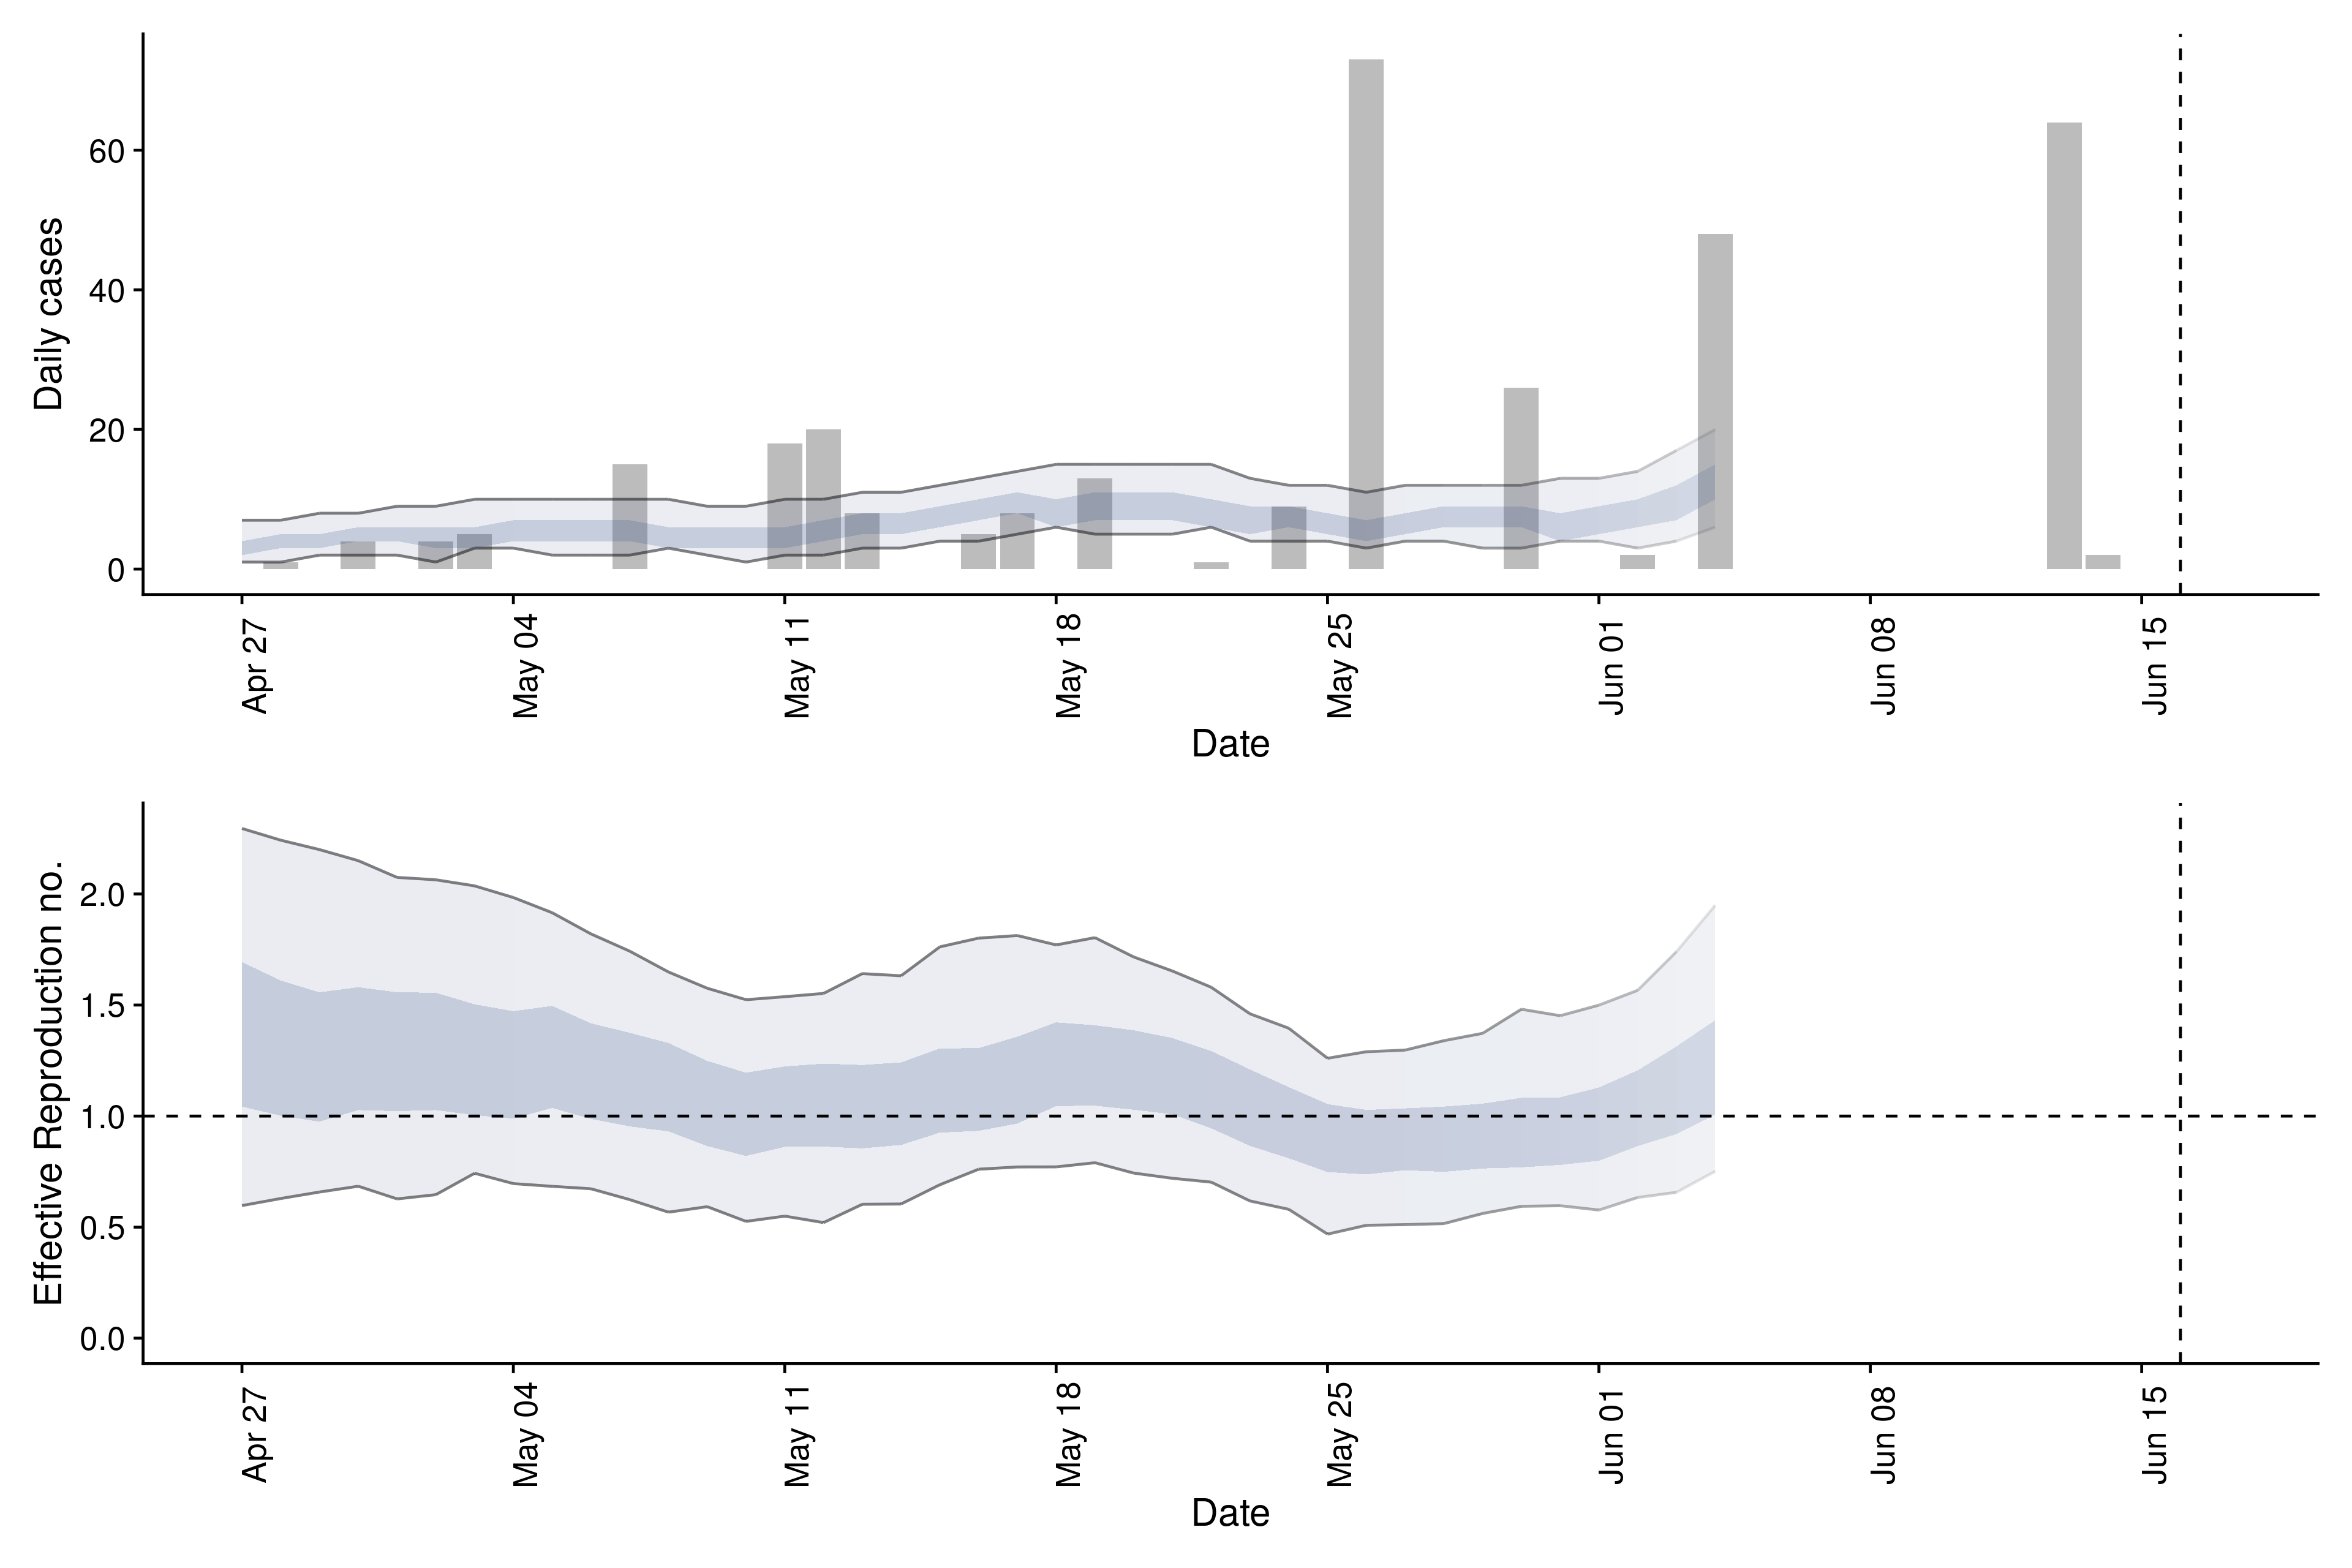 Daily cases
60
40
20
0
Apr 27
May 04
May 11
May 18
May 25
Jun 01
Jun 08
Jun 15
Date
Effective Reproduction no.
2.0
1.5
1.0
0.5
0.0
Apr 27
May 04
May 11
May 18
May 25
Jun 01
Jun 08
Jun 15
Date